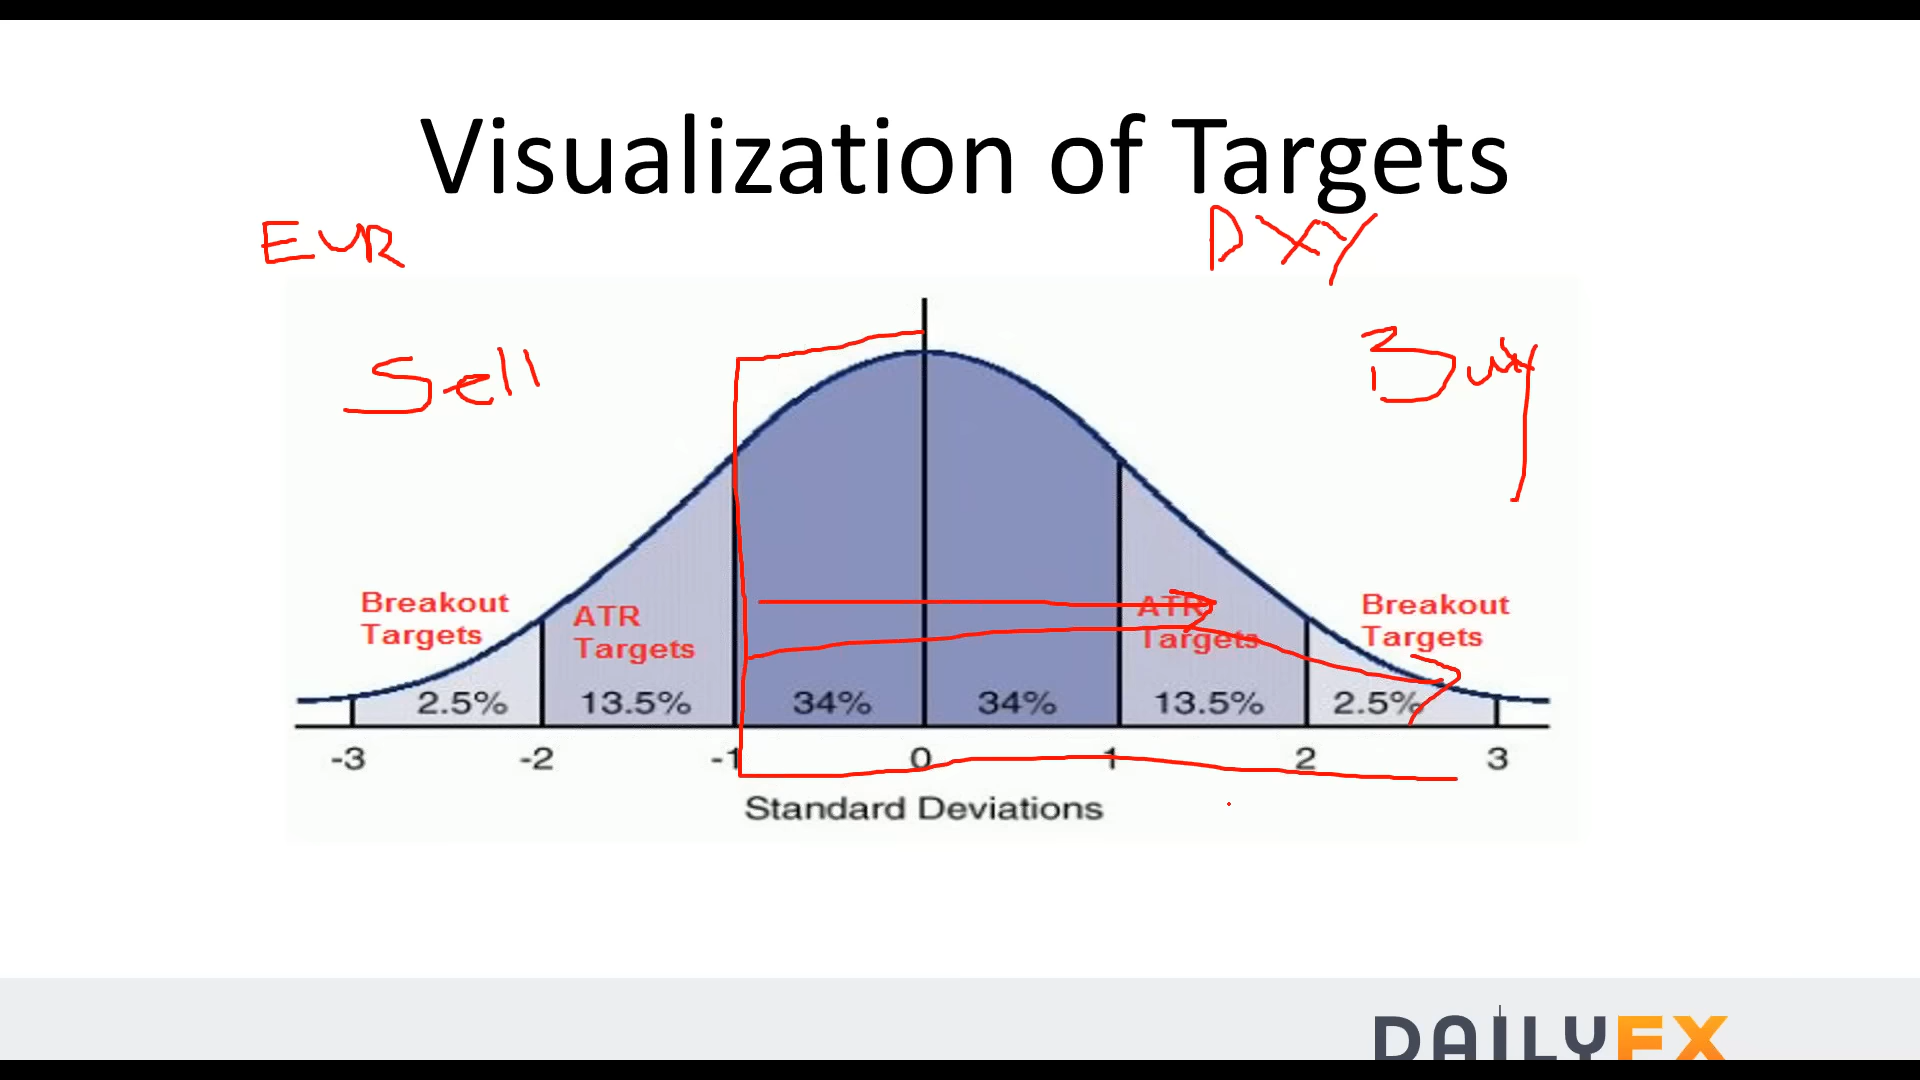 Visualization of Targets
EUR
DXY
Sell
Buy
Breakout
Targets
ATR
Targets
ATR
Targets
Breakout
Targets
2.5%
13.5%
34%
34%
13.5%
2.5%
-3
-2
-1
0
1
2
3
Standard Deviations
DAILYFX